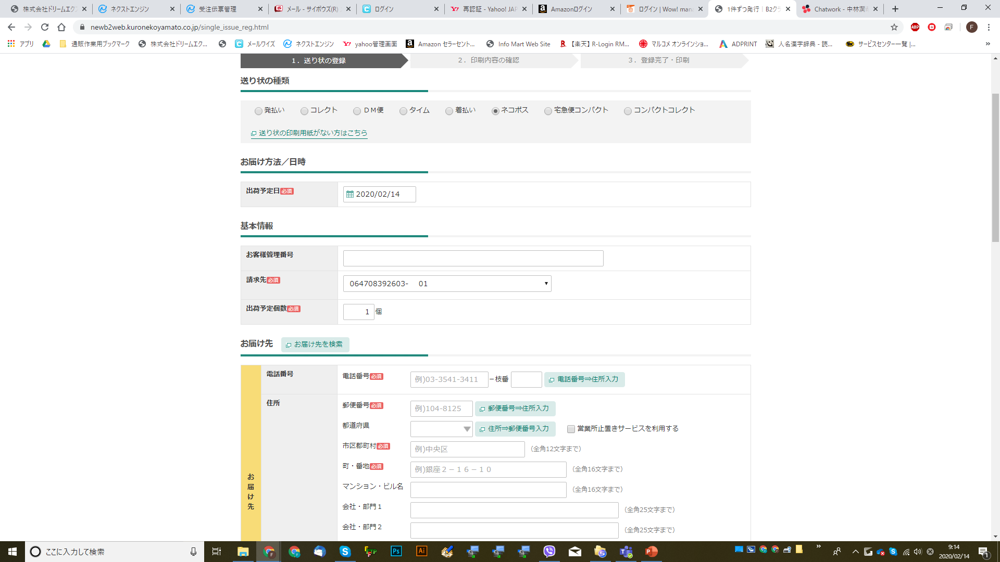 株式会社ドリームエクス
ネクストエンジン
受注伝票管理
メール - サイボウズ(R)
ログイン
再認証 - Yahoo! JAP
Amazonログイン
ログイン | Wow! mana
1件ずつ発行｜B2クラ
Chatwork - 中林潤
newb2web.kuronekoyamato.co.jp/single_issue_reg.html
ABP
F
アプリ
通販作業用ブックマーク
株式会社ドリームエク...
メールワイズ
ネクストエンジン
yahoo管理画面
Amazon セラーセント...
Info Mart Web Site
【楽天】R-Login RM...
マルコメ オンラインショ...
ADPRINT
人名漢字辞典 - 読...
サービスセンター一覧 |...
»
1．送り状の登録
2．印刷内容の確認
3．登録完了・印刷
送り状の種類
発払い
コレクト
ＤＭ便
タイム
着払い
ネコポス
宅急便コンパクト
コンパクトコレクト
送り状の印刷用紙がない方はこちら
お届け方法／日時
出荷予定日必須
2020/02/14
基本情報
お客様管理番号
請求先必須
064708392603- 01
出荷予定個数必須
1 個
お届け先
お届け先を検索
電話番号
電話番号必須
例)03-3541-3411
－枝番
電話番号⇒住所入力
住所
郵便番号必須
例)104-8125
郵便番号⇒住所入力
都道府県
住所⇒郵便番号入力
営業所止置きサービスを利用する
市区郡町村必須
例)中央区
（全角12文字まで）
町・番地必須
例)銀座２－１６－１０
（全角16文字まで）
マンション・ビル名
（全角16文字まで）
会社・部門１
（全角25文字まで）
会社・部門２
（全角25文字まで）
お届け先
ここに入力して検索
9:14
2020/02/14
1